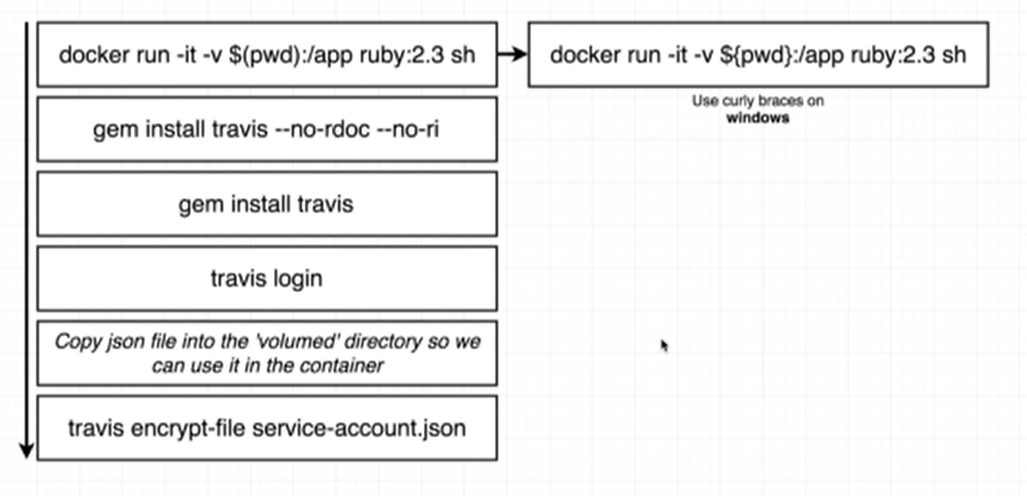 docker run -it -v $(pwd):/app ruby:2.3 sh
docker run -it -v ${pwd}:/app ruby:2.3 sh
Use curly braces on
windows
gem install travis --no-rdoc --no-ri
gem install travis
travis login
Copy json file into the 'volumed' directory so we
can use it in the container
travis encrypt-file service-account.json